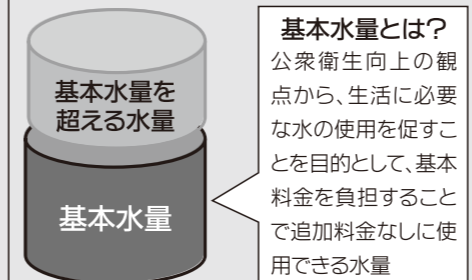 基本水量を
超える水量
基本水量
基本水量とは?
公衆衛生向上の観
点から、生活に必要
な水の使用を促すこ
とを目的として、基本
料金を負担すること
で追加料金なしに使
用できる水量